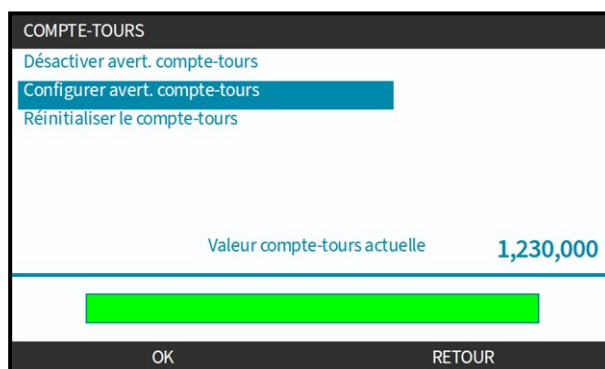 COMPTE-TOURS
Désactiver avert. compte-tours
Configurer avert. compte-tours
Réinitialiser le compte-tours
Valeur compte-tours actuelle 1,230,000
OK RETOUR